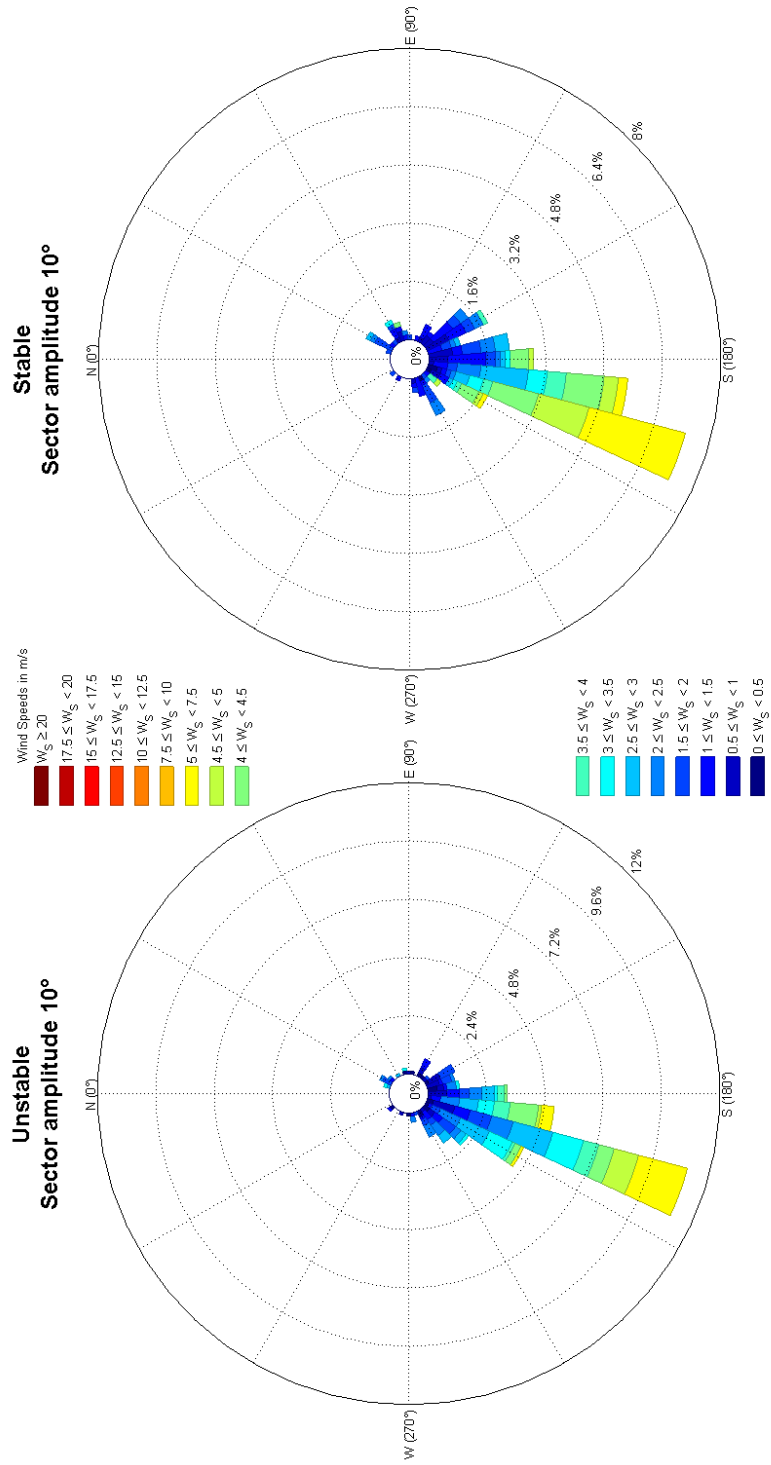 Unstable
Sector amplitude 10°
N (0°)
E (90°)
S (180°)
W (270°)
0%
2.4%
4.8%
7.2%
9.6%
12%
Wind Speeds in m/s
W_S ≥ 20
17.5 ≤ W_S < 20
15 ≤ W_S < 17.5
12.5 ≤ W_S < 15
10 ≤ W_S < 12.5
7.5 ≤ W_S < 10
5 ≤ W_S < 7.5
4.5 ≤ W_S < 5
4 ≤ W_S < 4.5
3.5 ≤ W_S < 4
3 ≤ W_S < 3.5
2.5 ≤ W_S < 3
2 ≤ W_S < 2.5
1.5 ≤ W_S < 2
1 ≤ W_S < 1.5
0.5 ≤ W_S < 1
0 ≤ W_S < 0.5
Stable
Sector amplitude 10°
N (0°)
E (90°)
S (180°)
W (270°)
0%
1.6%
3.2%
4.8%
6.4%
8%